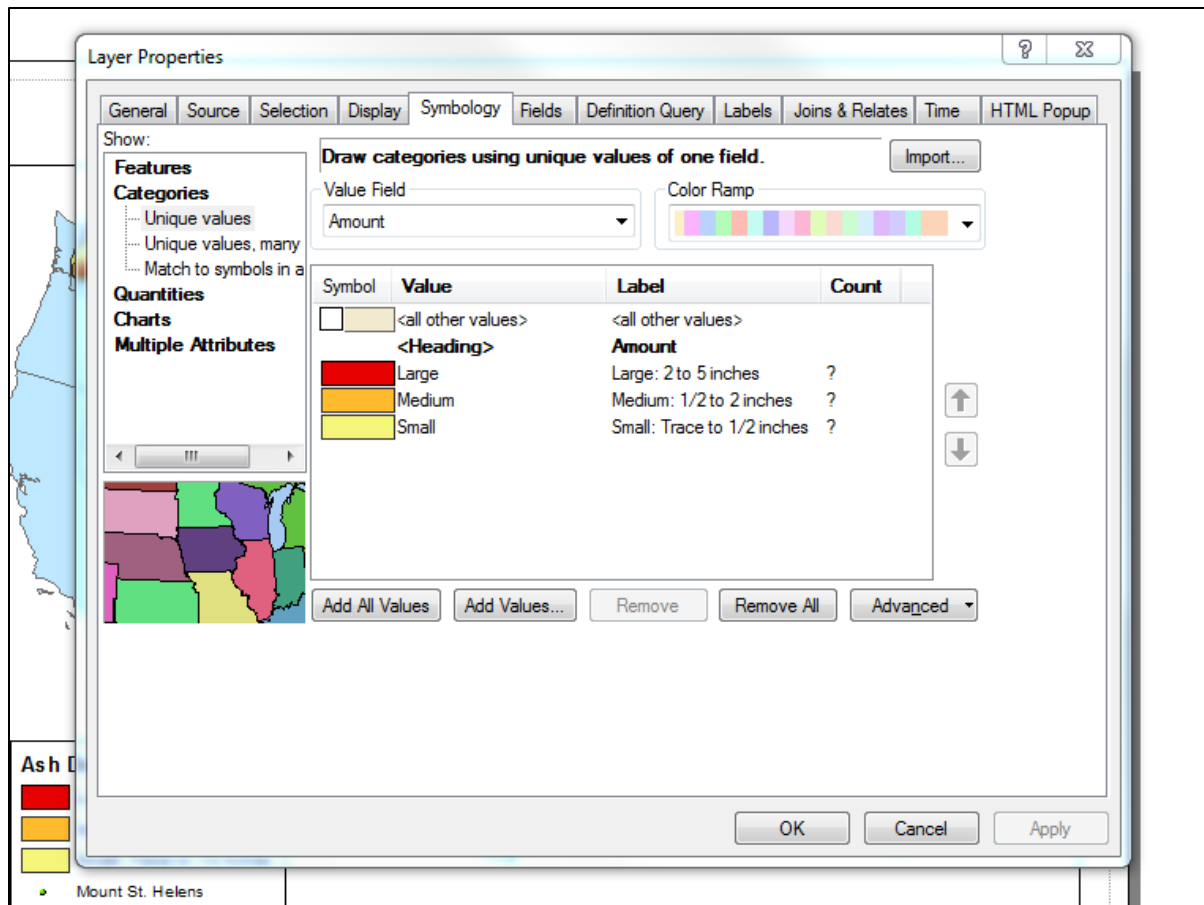 Layer Properties
General Source Selection Display Symbology Fields Definition Query Labels Joins & Relates Time HTML Popup
Show:
Features
Categories
Unique values
Unique values, many
Match to symbols in a
Quantities
Charts
Multiple Attributes
Draw categories using unique values of one field.
Import...
Value Field
Amount
Color Ramp
Symbol Value Label Count
<all other values> <all other values>
<Heading> Amount
Large Large: 2 to 5 inches ?
Medium Medium: 1/2 to 2 inches ?
Small Small: Trace to 1/2 inches ?
Add All Values Add Values... Remove Remove All Advanced
OK Cancel Apply
Ash
Mount St. Helens